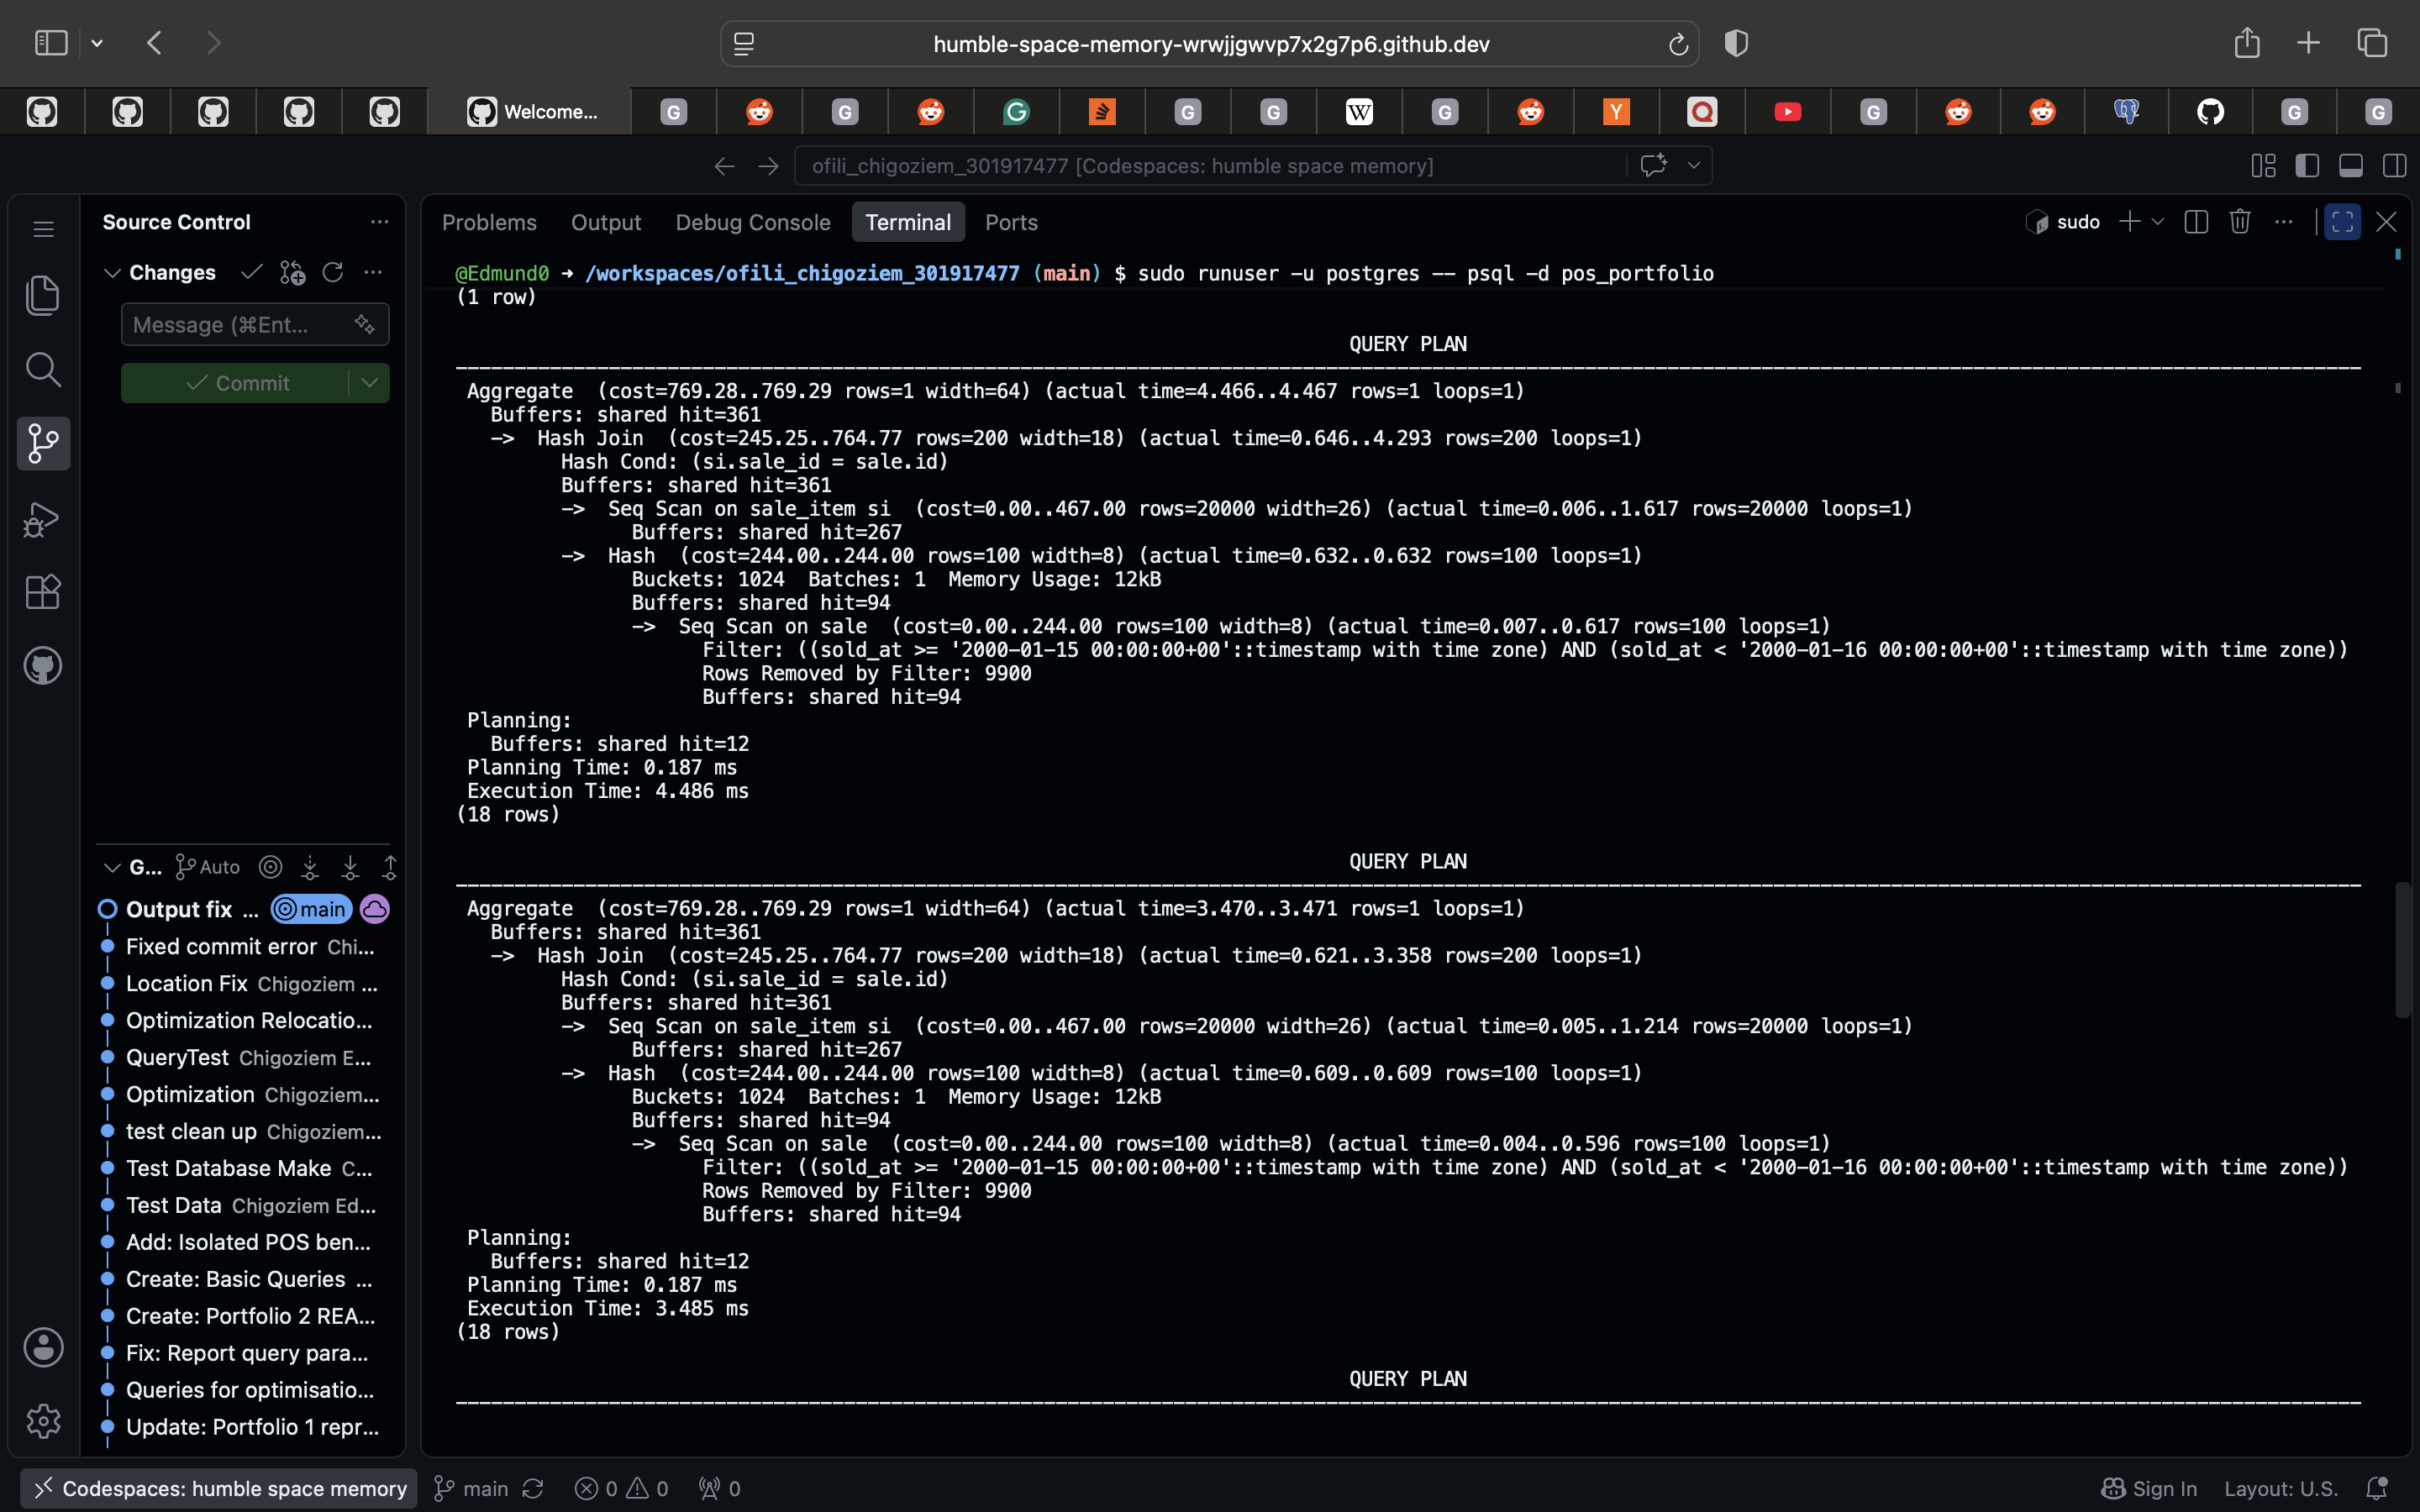 humble-space-memory-wrwjjgwvp7x2g7p6.github.dev
Welcome...
ofili_chigoziem_301917477 [Codespaces: humble space memory]
Source Control
Changes
Message (⌘Ent...
Commit
G... Auto
Output fix ... main
Fixed commit error Chi...
Location Fix Chigoziem ...
Optimization Relocatio...
QueryTest Chigoziem E...
Optimization Chigoziem...
test clean up Chigoziem...
Test Database Make C...
Test Data Chigoziem Ed...
Add: Isolated POS ben...
Create: Basic Queries ...
Create: Portfolio 2 REA...
Fix: Report query para...
Queries for optimisatio...
Update: Portfolio 1 repr...
Problems Output Debug Console Terminal Ports
sudo
@Edmund0 ➜ /workspaces/ofili_chigoziem_301917477 (main) $ sudo runuser -u postgres -- psql -d pos_portfolio
(1 row)
QUERY PLAN
Aggregate  (cost=769.28..769.29 rows=1 width=64) (actual time=4.466..4.467 rows=1 loops=1)
Buffers: shared hit=361
->  Hash Join  (cost=245.25..764.77 rows=200 width=18) (actual time=0.646..4.293 rows=200 loops=1)
Hash Cond: (si.sale_id = sale.id)
Buffers: shared hit=361
->  Seq Scan on sale_item si  (cost=0.00..467.00 rows=20000 width=26) (actual time=0.006..1.617 rows=20000 loops=1)
Buffers: shared hit=267
->  Hash  (cost=244.00..244.00 rows=100 width=8) (actual time=0.632..0.632 rows=100 loops=1)
Buckets: 1024  Batches: 1  Memory Usage: 12kB
Buffers: shared hit=94
->  Seq Scan on sale  (cost=0.00..244.00 rows=100 width=8) (actual time=0.007..0.617 rows=100 loops=1)
Filter: ((sold_at >= '2000-01-15 00:00:00+00'::timestamp with time zone) AND (sold_at < '2000-01-16 00:00:00+00'::timestamp with time zone))
Rows Removed by Filter: 9900
Buffers: shared hit=94
Planning:
Buffers: shared hit=12
Planning Time: 0.187 ms
Execution Time: 4.486 ms
(18 rows)
QUERY PLAN
Aggregate  (cost=769.28..769.29 rows=1 width=64) (actual time=3.470..3.471 rows=1 loops=1)
Buffers: shared hit=361
->  Hash Join  (cost=245.25..764.77 rows=200 width=18) (actual time=0.621..3.358 rows=200 loops=1)
Hash Cond: (si.sale_id = sale.id)
Buffers: shared hit=361
->  Seq Scan on sale_item si  (cost=0.00..467.00 rows=20000 width=26) (actual time=0.005..1.214 rows=20000 loops=1)
Buffers: shared hit=267
->  Hash  (cost=244.00..244.00 rows=100 width=8) (actual time=0.609..0.609 rows=100 loops=1)
Buckets: 1024  Batches: 1  Memory Usage: 12kB
Buffers: shared hit=94
->  Seq Scan on sale  (cost=0.00..244.00 rows=100 width=8) (actual time=0.004..0.596 rows=100 loops=1)
Filter: ((sold_at >= '2000-01-15 00:00:00+00'::timestamp with time zone) AND (sold_at < '2000-01-16 00:00:00+00'::timestamp with time zone))
Rows Removed by Filter: 9900
Buffers: shared hit=94
Planning:
Buffers: shared hit=12
Planning Time: 0.187 ms
Execution Time: 3.485 ms
(18 rows)
QUERY PLAN
Codespaces: humble space memory main 0 0 0 Sign In Layout: U.S.